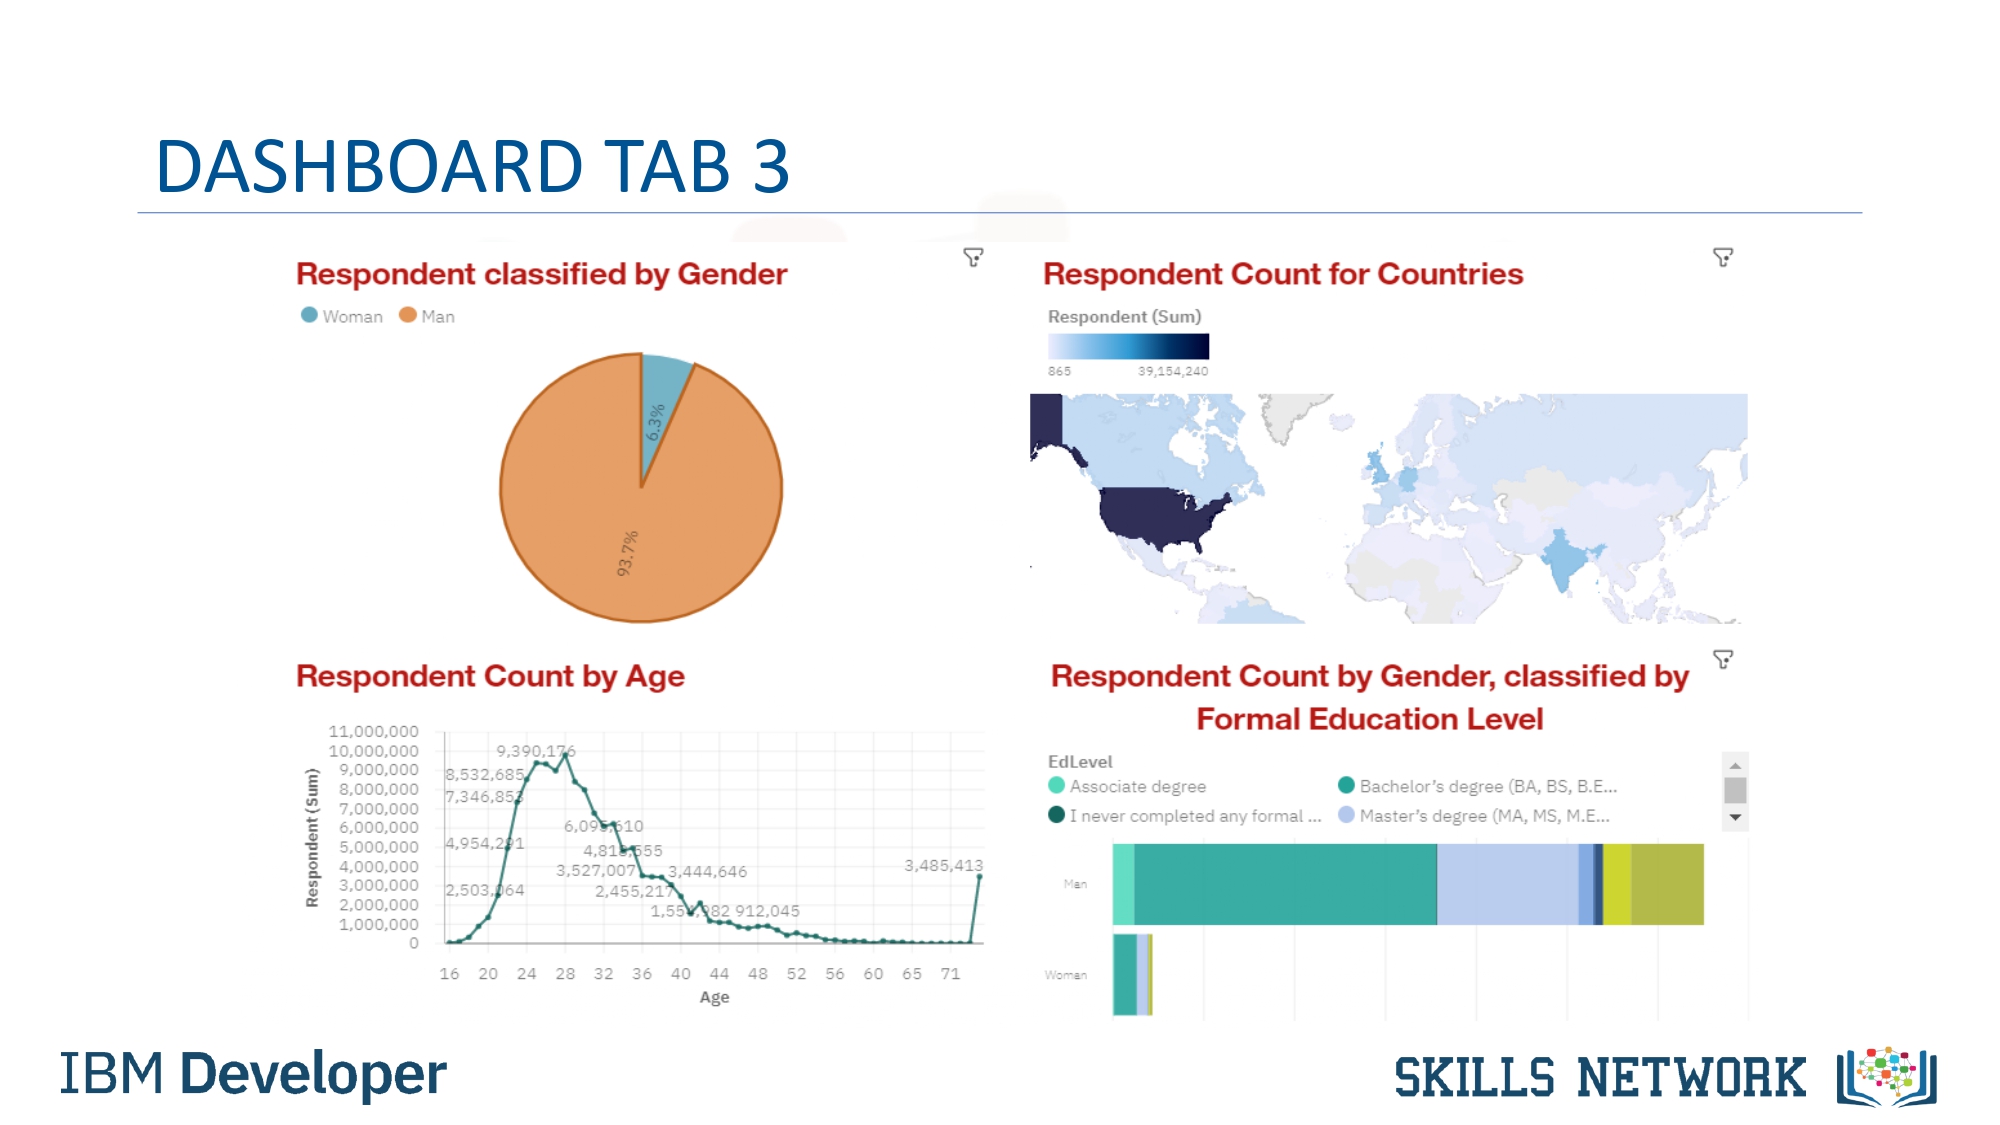 DASHBOARD TAB 3
Respondent classified by Gender
Woman Man
6.3%
93.7%
Respondent Count for Countries
Respondent (Sum)
865 39,154,240
Respondent Count by Age
Respondent (Sum)
11,000,000
10,000,000
9,000,000
8,000,000
7,000,000
6,000,000
5,000,000
4,000,000
3,000,000
2,000,000
1,000,000
0
9,390,176
8,532,685
7,346,853
6,095,610
4,954,291
4,813,555
3,527,007 3,444,646
3,485,413
2,503,064
2,455,217
912,045
16 20 24 28 32 36 40 44 48 52 56 60 65 71
Age
Respondent Count by Gender, classified by
Formal Education Level
EdLevel
Associate degree Bachelor's degree (BA, BS, B.E...
I never completed any formal ... Master's degree (MA, MS, M.E...
Man
Woman
IBM Developer
SKILLS NETWORK